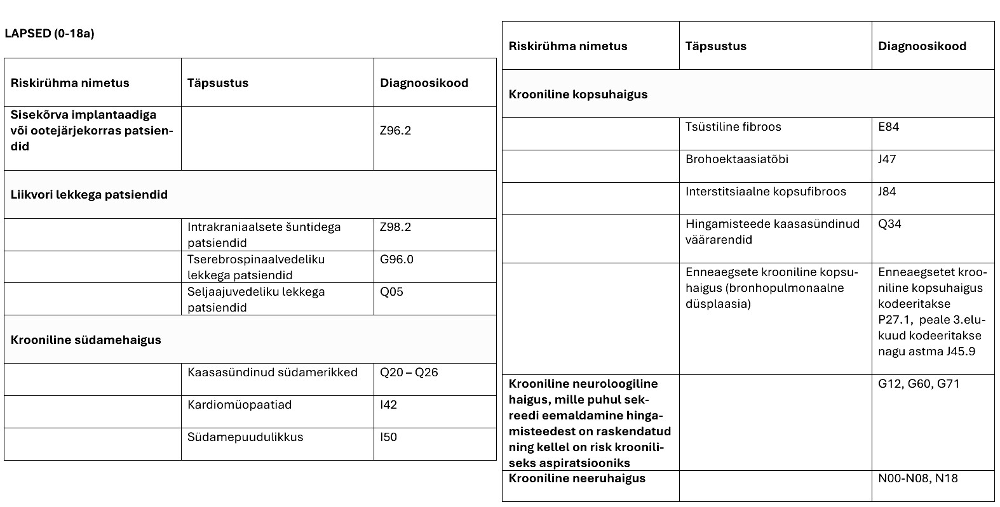 LAPSED (0-18a)
Riskirühma nimetus Täpsustus Diagnoosikood
Sisekõrva implantaadiga
või ootejärjekorras patsien-
did
Z96.2
Liikvori lekkega patsiendid
Intrakraniaalsete šuntidega
patsiendid
Z98.2
Tserebrospinaalvedeliku
lekkega patsiendid
G96.0
Seljaajuvedeliku lekkega
patsiendid
Q05
Krooniline südamehaigus
Kaasasündinud südamerikked Q20 – Q26
Kardiomüopaatiad I42
Südamepuudulikkus I50
Riskirühma nimetus Täpsustus Diagnoosikood
Krooniline kopsuhaigus
Tsüstiline fibroos E84
Brohoektaasiatõbi J47
Interstitsiaalne kopsufibroos J84
Hingamisteede kaasasündinud
väärarendid
Q34
Enneaegsete krooniline kopsu-
haigus (bronhopulmonaalne
düsplaasia)
Enneaegsetet kroo-
niline kopsuhaigus
kodeeritakse
P27.1, peale 3.elu-
kuud kodeeritakse
nagu astma J45.9
Krooniline neuroloogiline
haigus, mille puhul sek-
reedi eemaldamine hinga-
misteedest on raskendatud
ning kellel on risk kroonili-
seks aspiratsiooniks
G12, G60, G71
Krooniline neeruhaigus N00-N08, N18